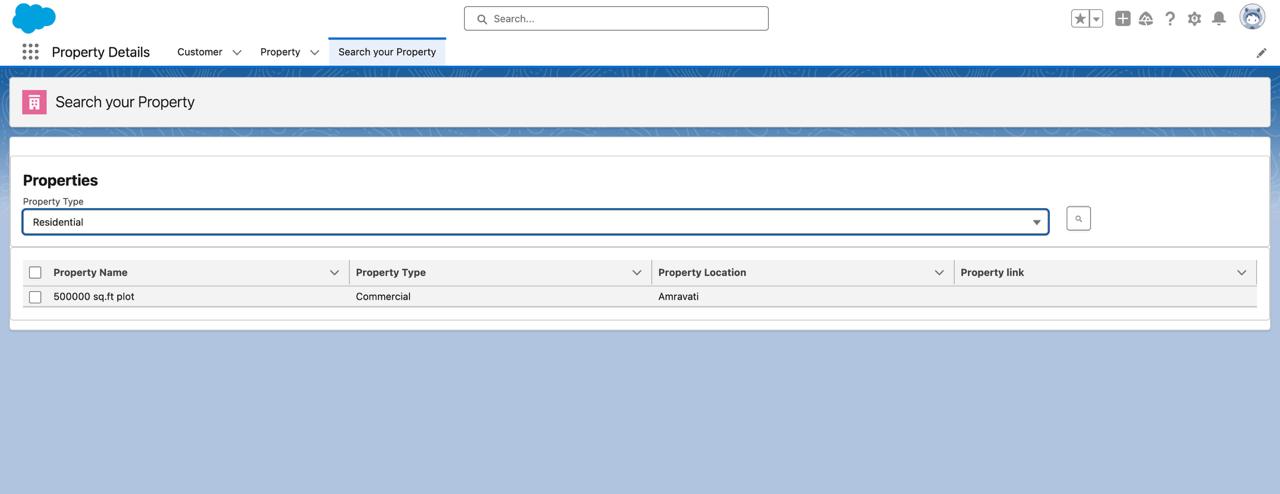 Search...
Property Details Customer Property Search your Property
Search your Property
Properties
Property Type
Residential
Property Name Property Type Property Location Property link
500000 sq.ft plot Commercial Amravati